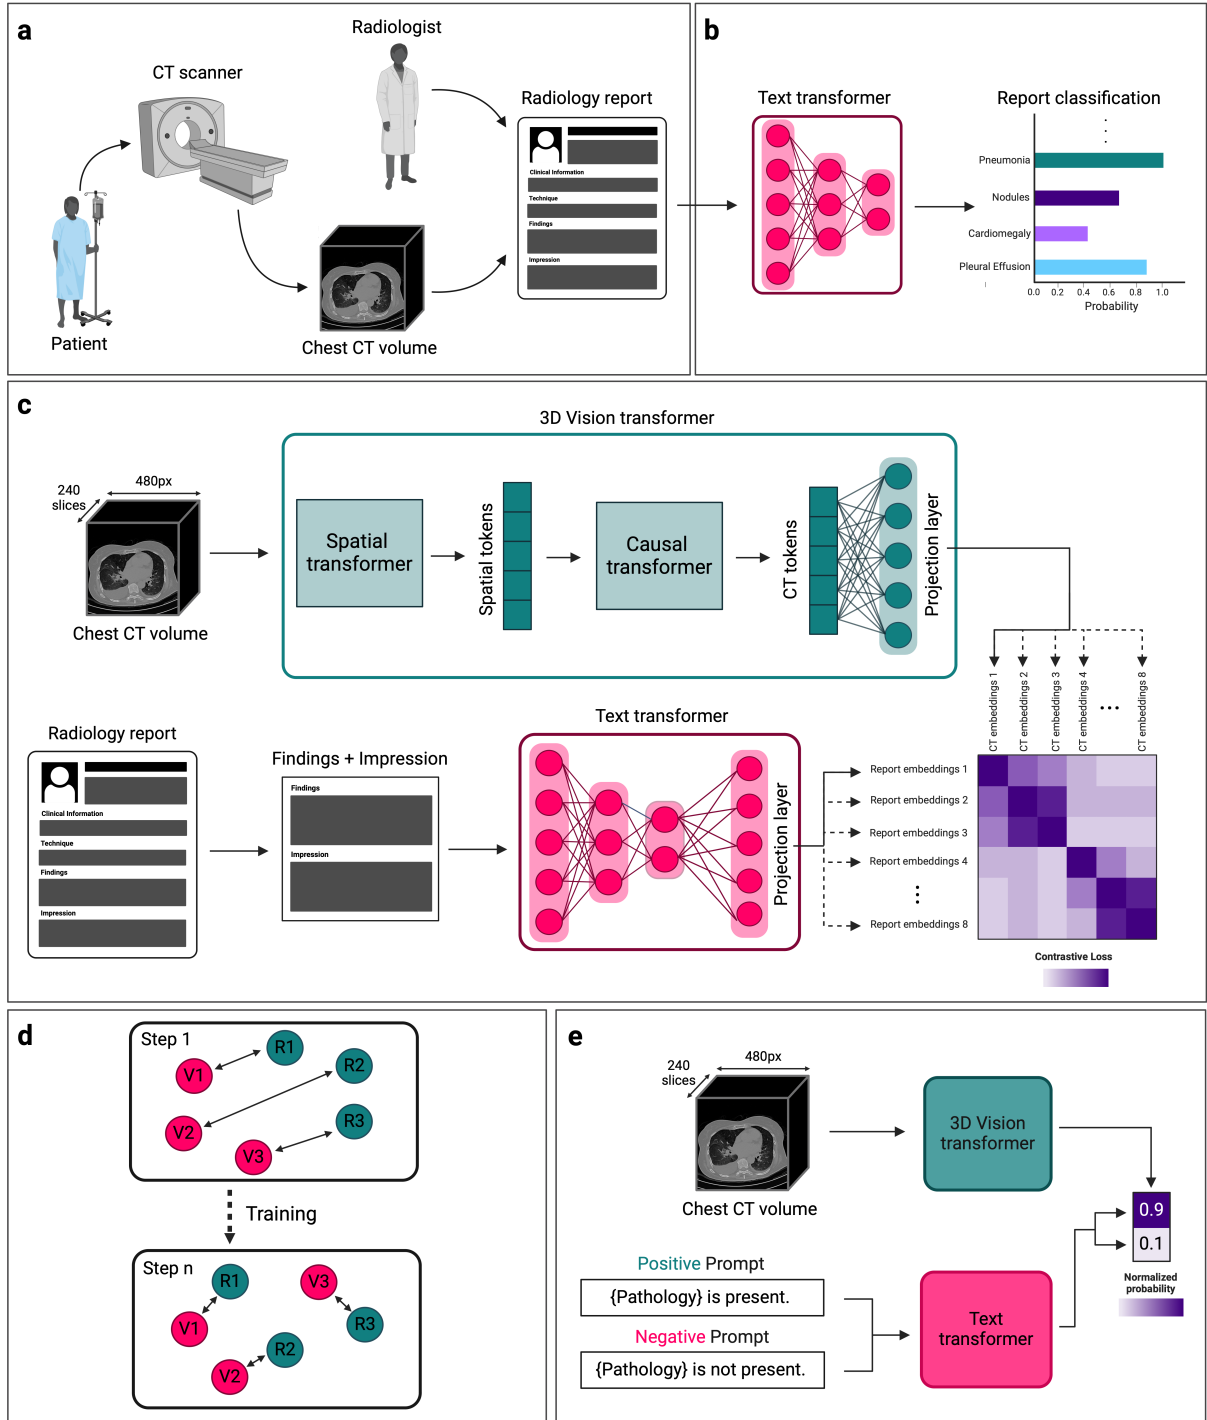 a
Radiologist
CT scanner
Radiology report
Clinical Information
Technique
Findings
Impression
Patient
Chest CT volume
b
Text transformer
Report classification
Pneumonia
Nodules
Cardiomegaly
Pleural Effusion
0.0 0.2 0.4 0.6 0.8 1.0
Probability
c
3D Vision transformer
240
slices
480px
Chest CT volume
Spatial
transformer
Spatial tokens
Causal
transformer
CT tokens
Projection layer
CT embeddings 1
CT embeddings 2
CT embeddings 3
CT embeddings 4
...
CT embeddings 8
Radiology report
Clinical Information
Technique
Findings
Impression
Findings + Impression
Findings
Impression
Text transformer
Projection layer
Report embeddings 1
Report embeddings 2
Report embeddings 3
Report embeddings 4
Report embeddings 8
Contrastive Loss
d
Step 1
V1
R1
R2
V2
R3
V3
Training
Step n
R1
V3
V1
R3
R2
V2
e
240
slices
480px
Chest CT volume
3D Vision
transformer
0.9
0.1
Normalized
probability
Positive Prompt
{Pathology} is present.
Negative Prompt
{Pathology} is not present.
Text
transformer